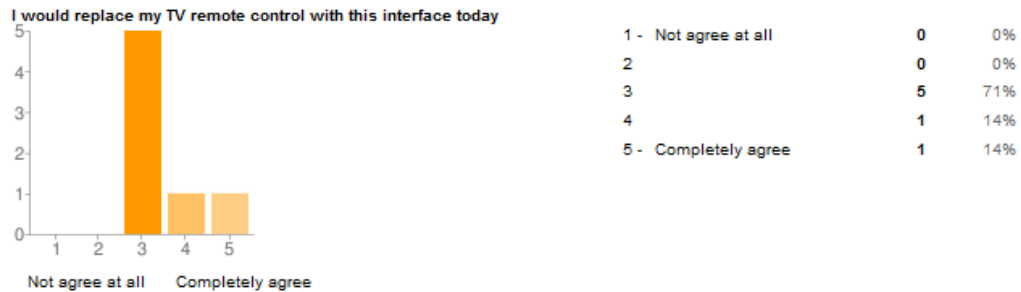 I would replace my TV remote control with this interface today
5
4
3
2
1
0
1 2 3 4 5
Not agree at all Completely agree
1 - Not agree at all 0 0%
2 0 0%
3 5 71%
4 1 14%
5 - Completely agree 1 14%